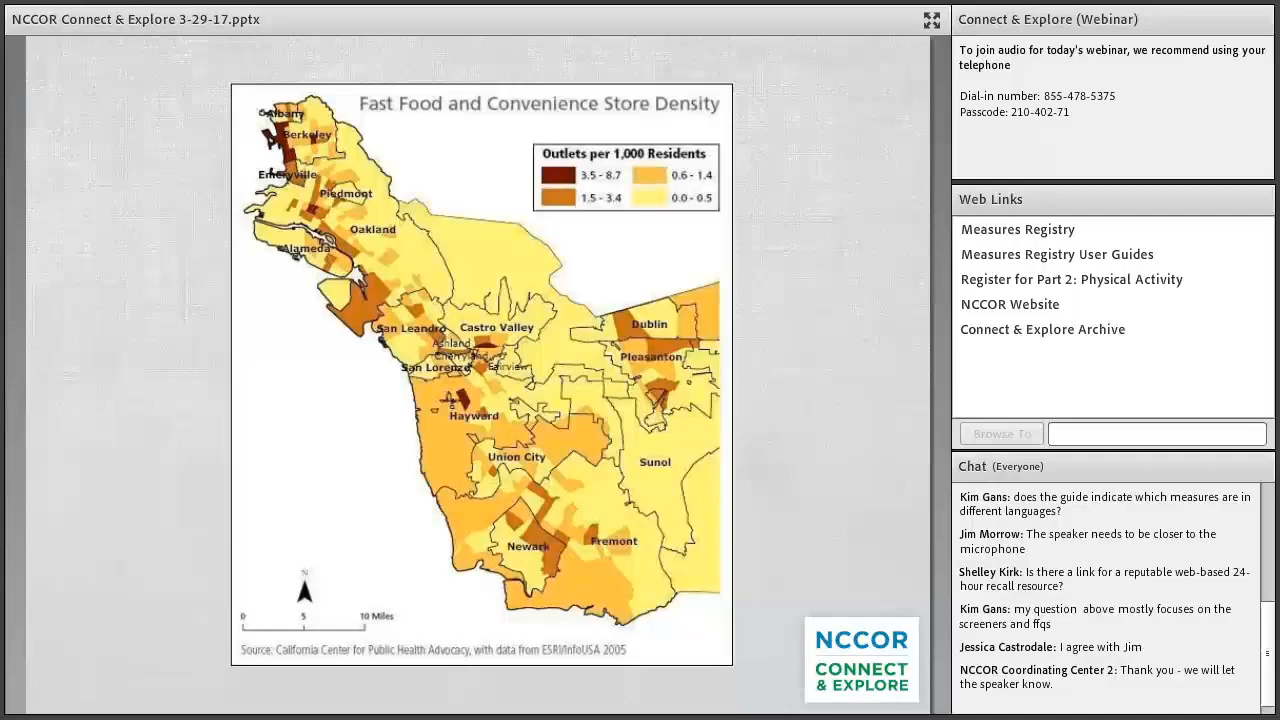 NCCOR Connect & Explore 3-29-17.pptx
Fast Food and Convenience Store Density
Outlets per 1,000 Residents
3.5 - 8.7
0.6 - 1.4
1.5 - 3.4
0.0 - 0.5
Albany
Berkeley
Emeryville
Piedmont
Oakland
Alameda
San Leandro
Castro Valley
Dublin
Ashland
Cherryland
Pleasanton
San Lorenzo
Fairview
Hayward
Union City
Sunol
Newark
Fremont
N
0 5 10 Miles
Source: California Center for Public Health Advocacy, with data from ESRI/InfoUSA 2005
NCCOR
CONNECT
& EXPLORE
Connect & Explore (Webinar)
To join audio for today's webinar, we recommend using your
telephone
Dial-in number: 855-478-5375
Passcode: 210-402-71
Web Links
Measures Registry
Measures Registry User Guides
Register for Part 2: Physical Activity
NCCOR Website
Connect & Explore Archive
Browse To
Chat (Everyone)
Kim Gans: does the guide indicate which measures are in
different languages?
Jim Morrow: The speaker needs to be closer to the
microphone
Shelley Kirk: Is there a link for a reputable web-based 24-
hour recall resource?
Kim Gans: my question above mostly focuses on the
screeners and ffqs
Jessica Castrodale: I agree with Jim
NCCOR Coordinating Center 2: Thank you - we will let
the speaker know.